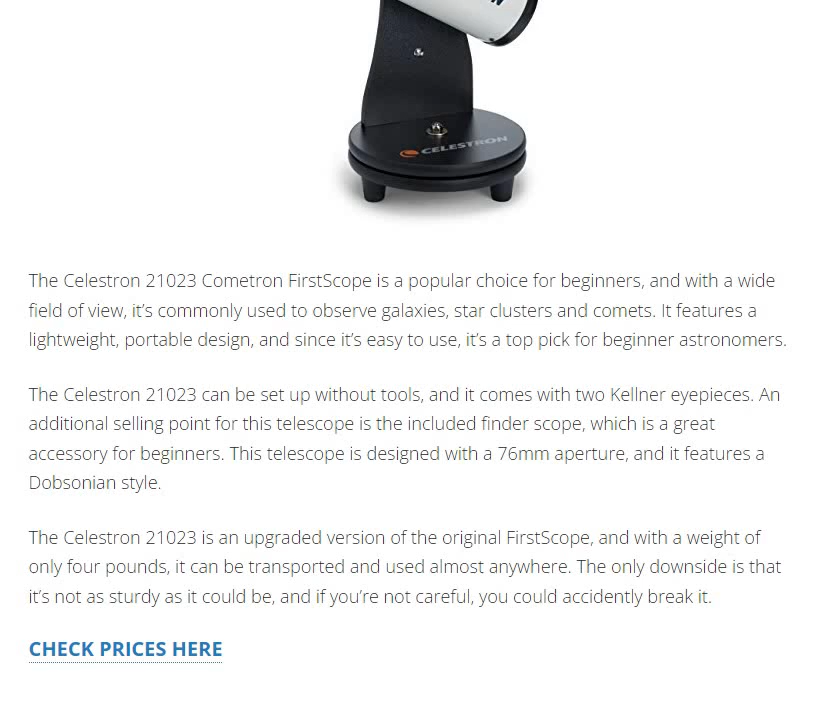 CELESTRON
The Celestron 21023 Cometron FirstScope is a popular choice for beginners, and with a wide
field of view, it’s commonly used to observe galaxies, star clusters and comets. It features a
lightweight, portable design, and since it’s easy to use, it’s a top pick for beginner astronomers.
The Celestron 21023 can be set up without tools, and it comes with two Kellner eyepieces. An
additional selling point for this telescope is the included finder scope, which is a great
accessory for beginners. This telescope is designed with a 76mm aperture, and it features a
Dobsonian style.
The Celestron 21023 is an upgraded version of the original FirstScope, and with a weight of
only four pounds, it can be transported and used almost anywhere. The only downside is that
it’s not as sturdy as it could be, and if you’re not careful, you could accidently break it.
CHECK PRICES HERE